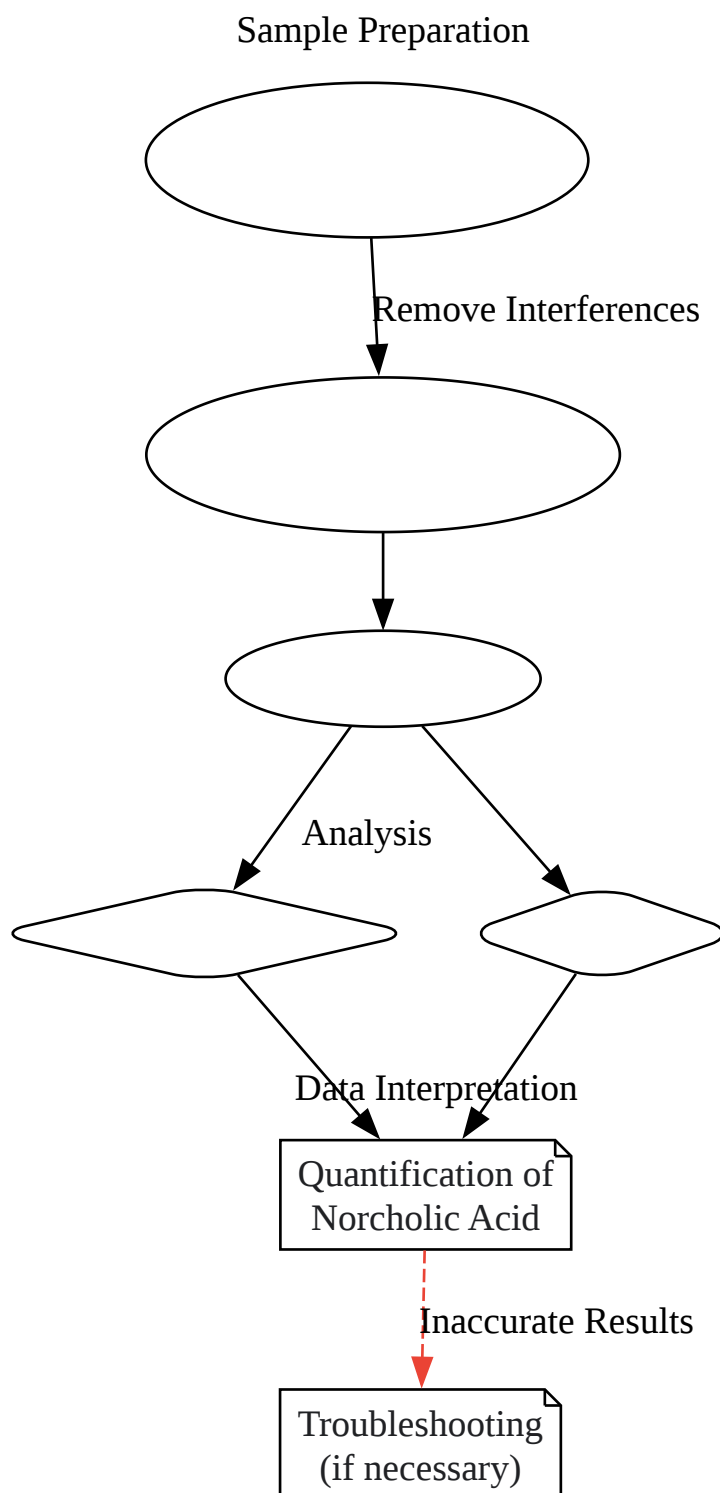 Sample Preparation
Remove Interferences
Analysis
Data Interpretation
Quantification of
Norcholic Acid
Inaccurate Results
Troubleshooting
(if necessary)